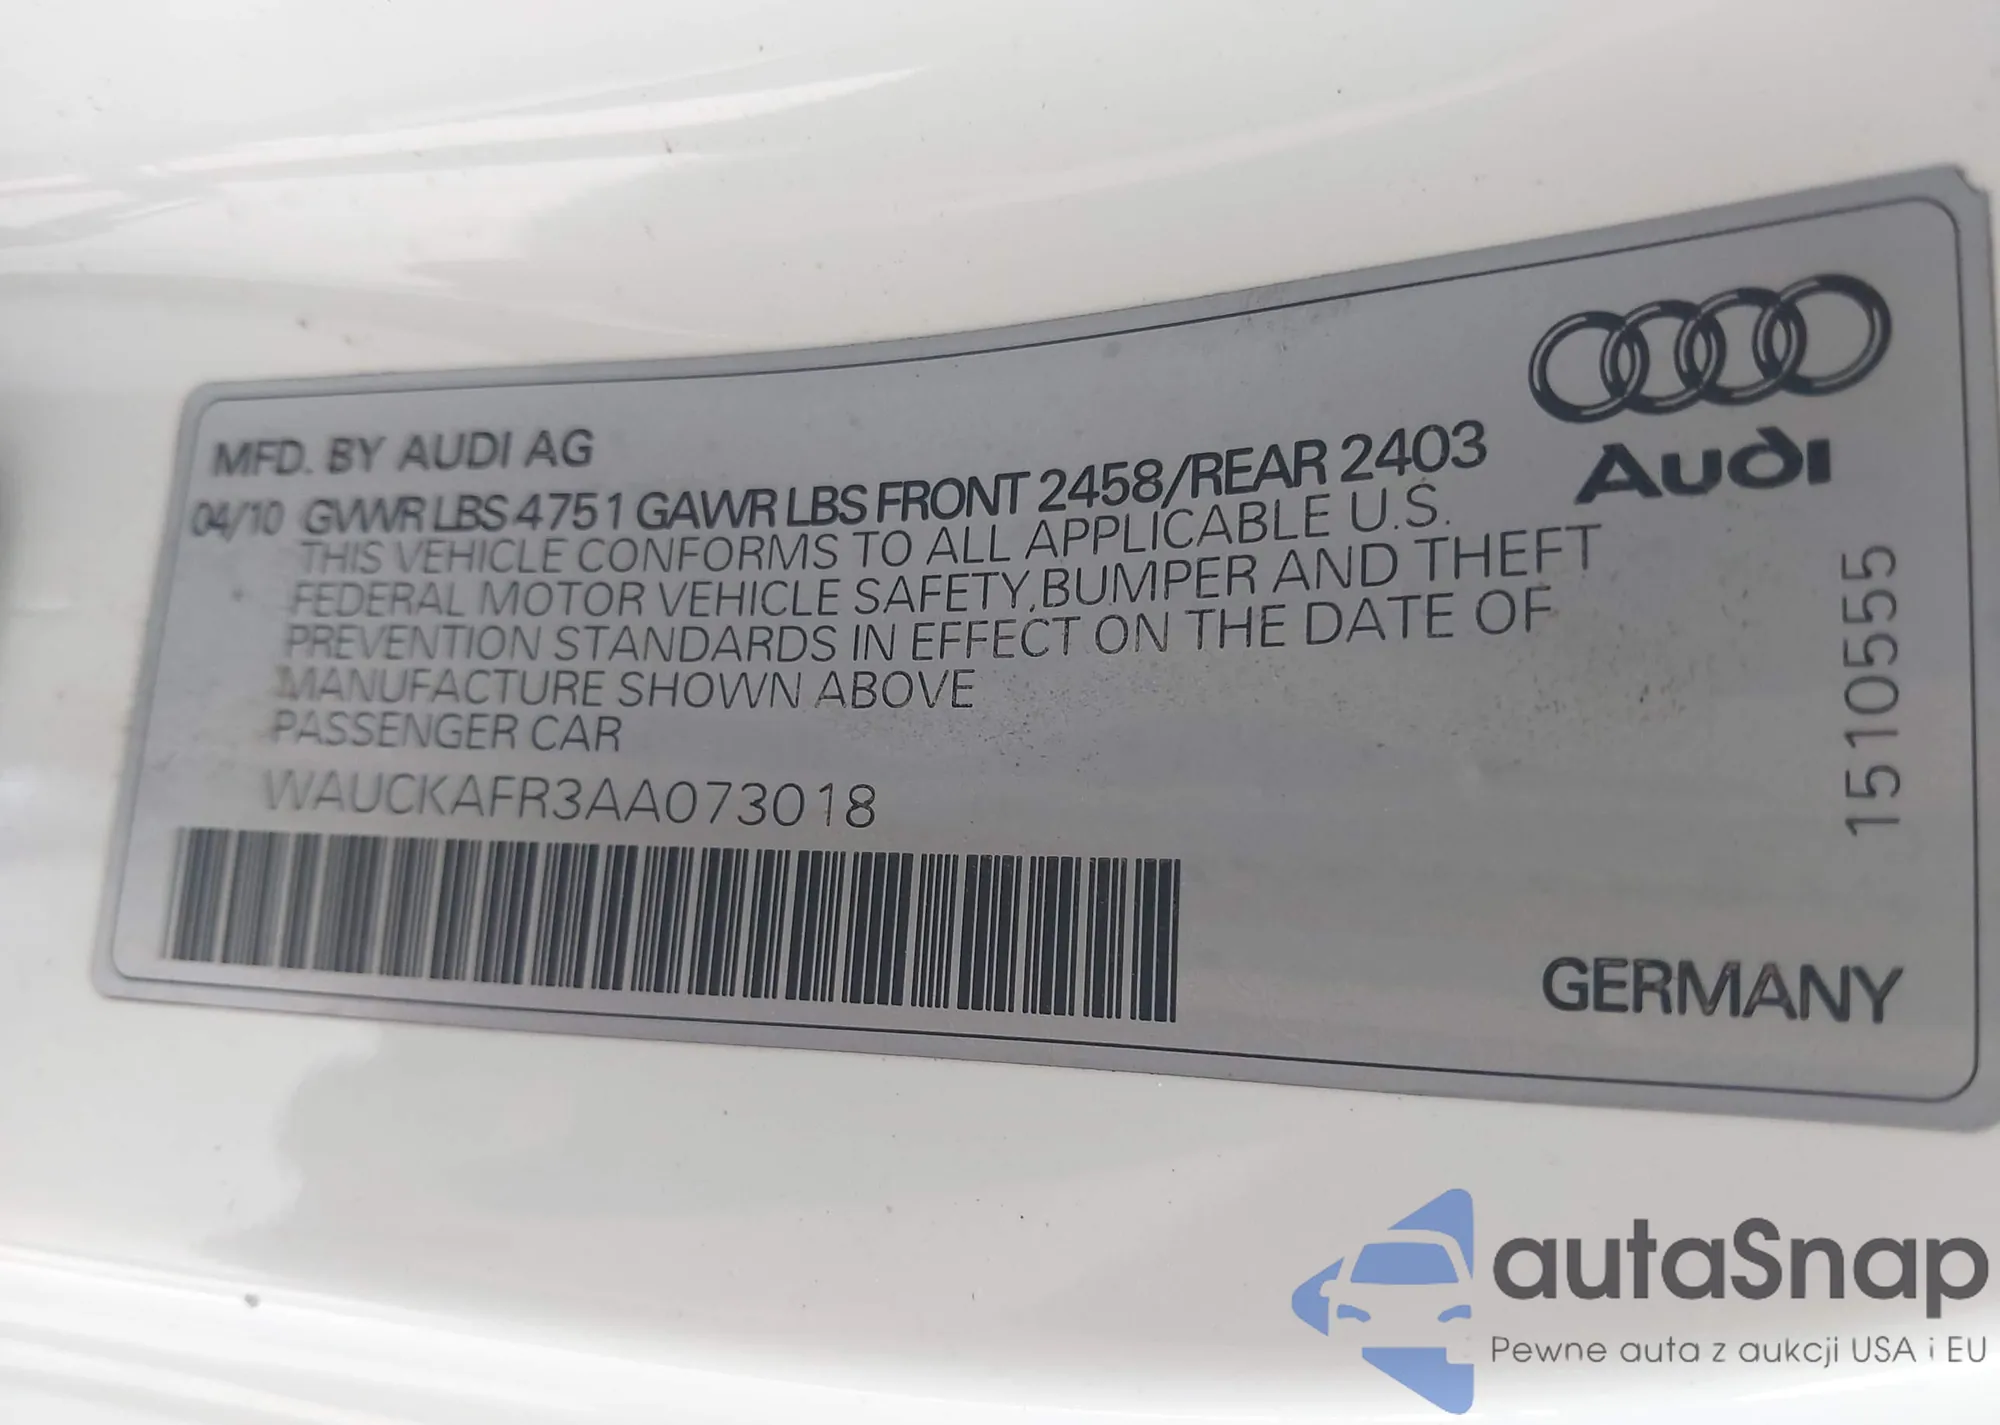 MFD. BY AUDI AG
04/10 GVWR LBS 4751 GAWR LBS FRONT 2458/REAR 2403
THIS VEHICLE CONFORMS TO ALL APPLICABLE U.S.
FEDERAL MOTOR VEHICLE SAFETY, BUMPER AND THEFT
PREVENTION STANDARDS IN EFFECT ON THE DATE OF
MANUFACTURE SHOWN ABOVE
PASSENGER CAR
WAUCKAFR3AA073018
Audi
1510555
GERMANY
autaSnap
Pewne auta z aukcji USA i EU